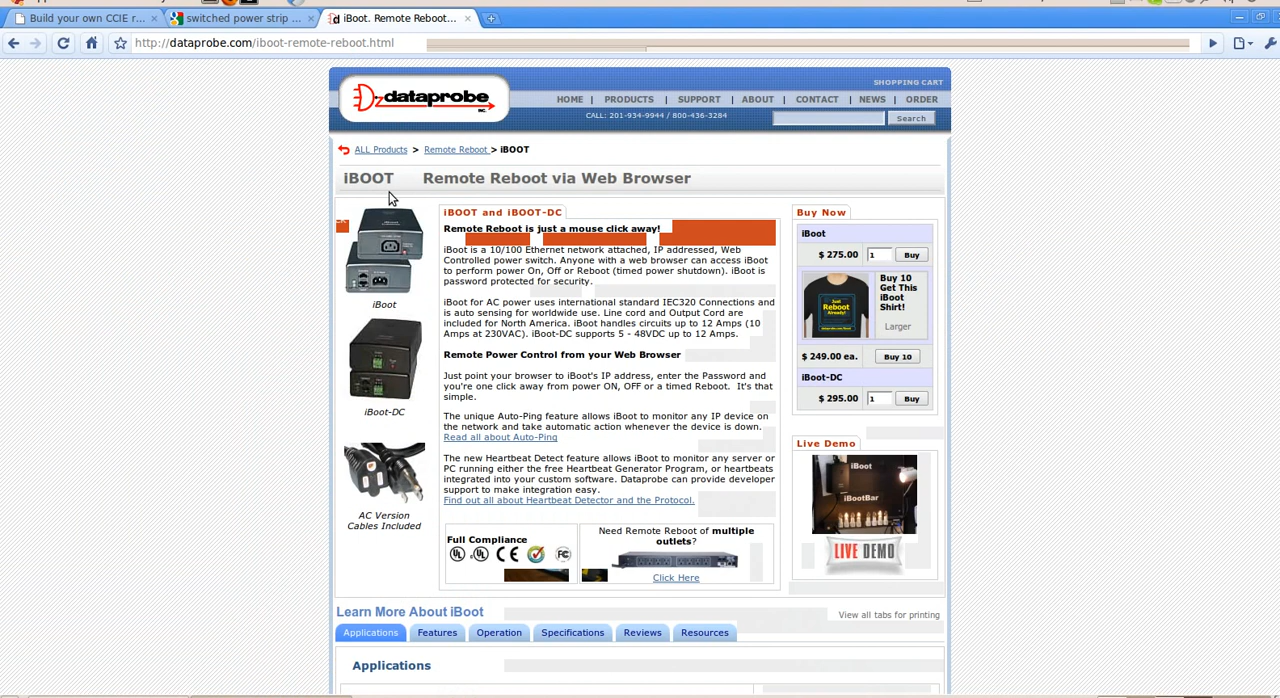 Build your own CCIE r...
switched power strip ...
iBoot. Remote Reboot...
http://dataprobe.com/iboot-remote-reboot.html
SHOPPING CART
dataprobe
INC.
HOME | PRODUCTS | SUPPORT | ABOUT | CONTACT | NEWS | ORDER
CALL: 201-934-9944 / 800-436-3284
Search
ALL Products > Remote Reboot > iBOOT
iBOOT Remote Reboot via Web Browser
iBoot
iBoot-DC
AC Version
Cables Included
iBOOT and iBOOT-DC
Remote Reboot is just a mouse click away!
iBoot is a 10/100 Ethernet network attached, IP addressed, Web
Controlled power switch. Anyone with a web browser can access iBoot
to perform power On, Off or Reboot (timed power shutdown). iBoot is
password protected for security.
iBoot for AC power uses international standard IEC320 Connections and
is auto sensing for worldwide use. Line cord and Output Cord are
included for North America. iBoot handles circuits up to 12 Amps (10
Amps at 230VAC). iBoot-DC supports 5 - 48VDC up to 12 Amps.
Remote Power Control from your Web Browser
Just point your browser to iBoot's IP address, enter the Password and
you're one click away from power ON, OFF or a timed Reboot. It's that
simple.
The unique Auto-Ping feature allows iBoot to monitor any IP device on
the network and take automatic action whenever the device is down.
Read all about Auto-Ping
The new Heartbeat Detect feature allows iBoot to monitor any server or
PC running either the free Heartbeat Generator Program, or heartbeats
integrated into your custom software. Dataprobe can provide developer
support to make integration easy.
Find out all about Heartbeat Detector and the Protocol.
Full Compliance
Need Remote Reboot of multiple
outlets?
Click Here
Buy Now
iBoot
$ 275.00 1 Buy
Just
Reboot
Already!
Buy 10
Get This
iBoot
Shirt!
Larger
$ 249.00 ea. Buy 10
iBoot-DC
$ 295.00 1 Buy
Live Demo
iBoot
iBootBar
LIVE DEMO
Learn More About iBoot
View all tabs for printing
Applications Features Operation Specifications Reviews Resources
Applications